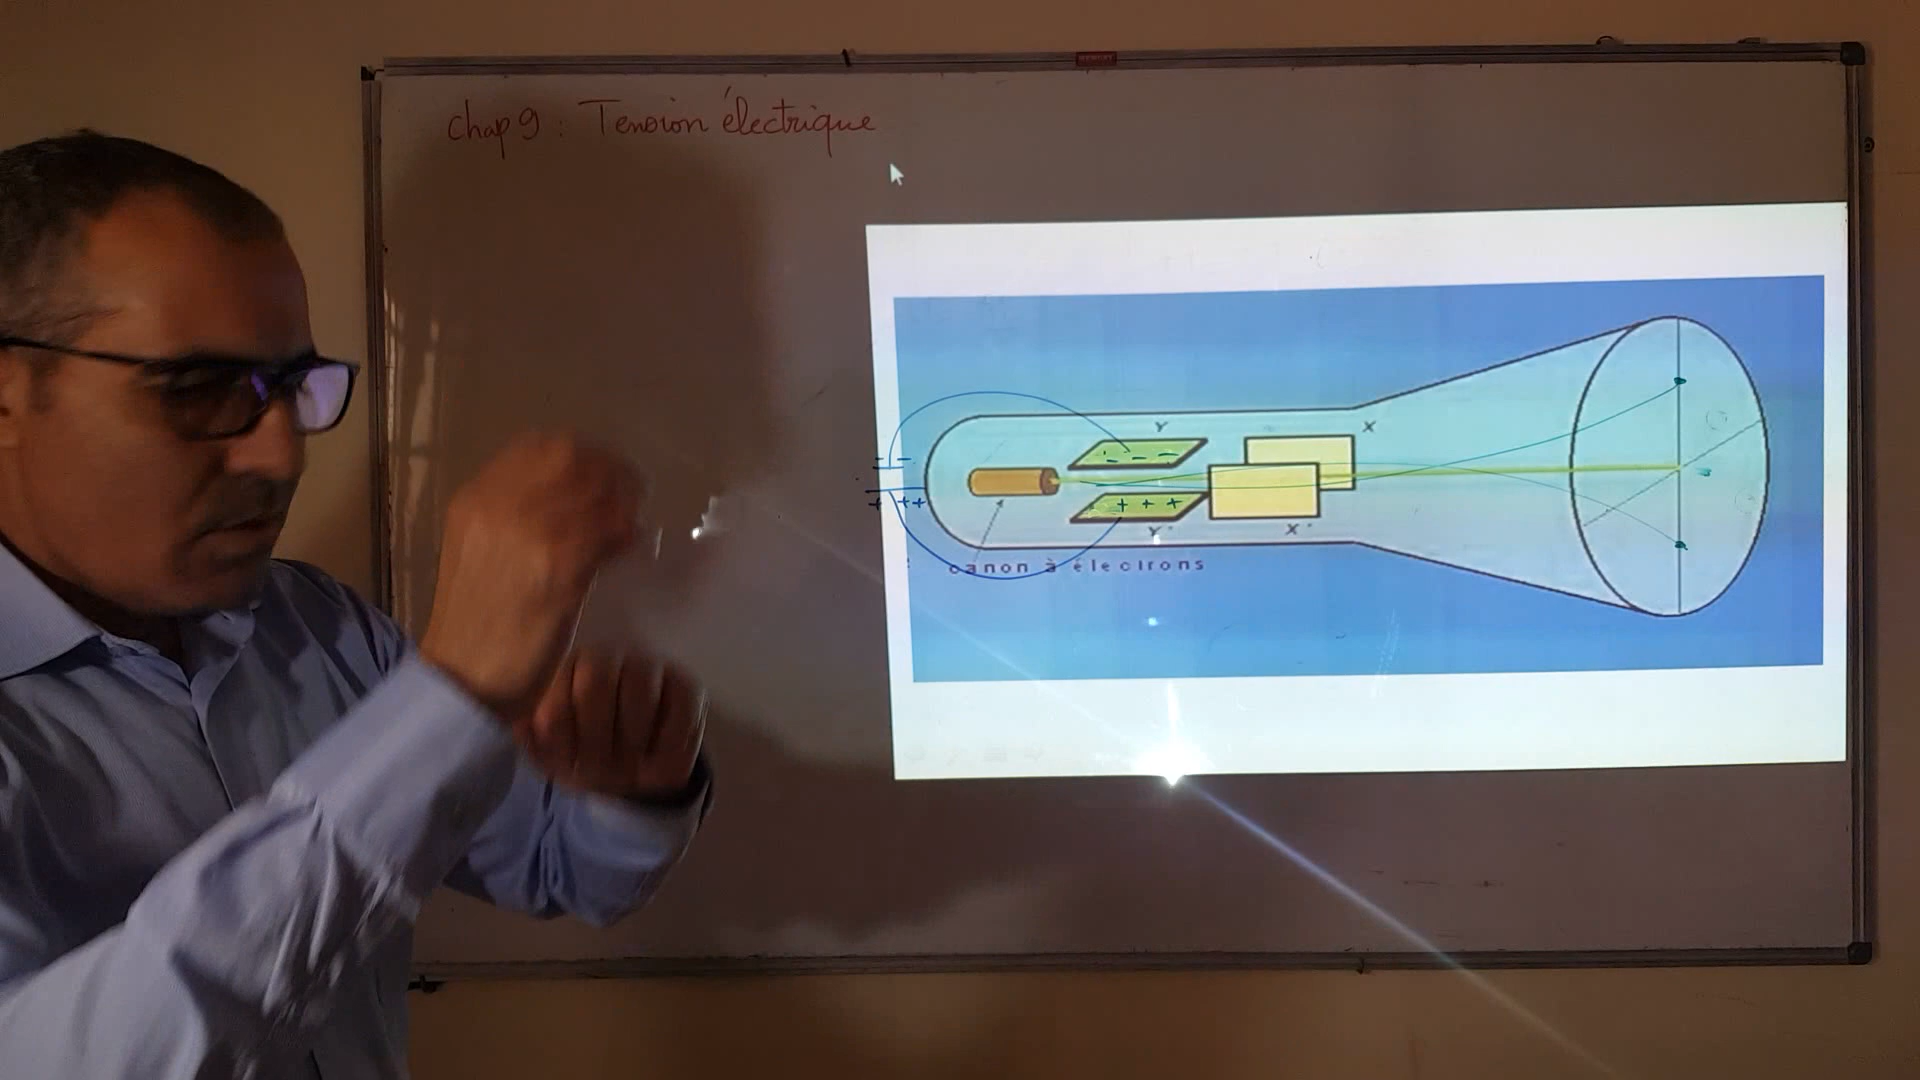 chap 9 : Tension électrique
Y
X
- -
- - -
+ + +
+ + +
Y'
X'
canon à électrons